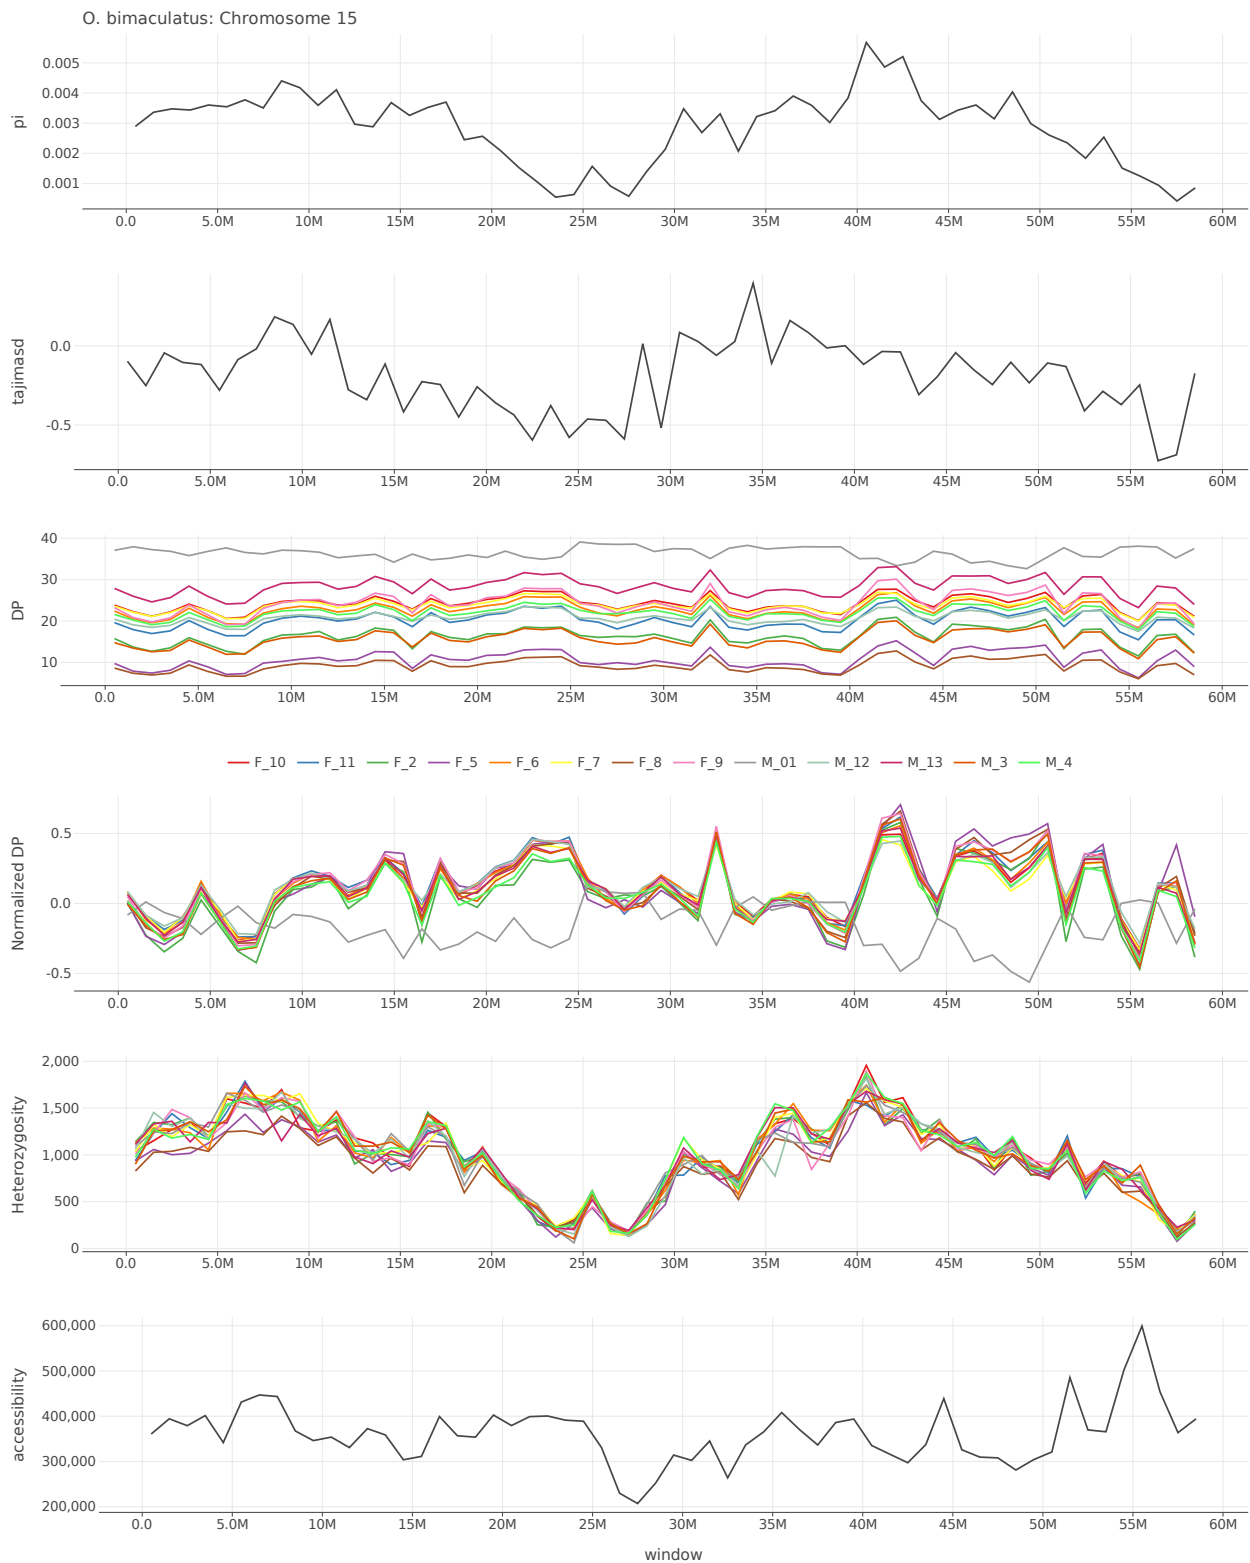 O. bimaculatus: Chromosome 15
0.005
0.004
0.003
0.002
0.001
pi
0.0 5.0M 10M 15M 20M 25M 30M 35M 40M 45M 50M 55M 60M
0.0
-0.5
tajimasd
0.0 5.0M 10M 15M 20M 25M 30M 35M 40M 45M 50M 55M 60M
40
30
20
10
DP
0.0 5.0M 10M 15M 20M 25M 30M 35M 40M 45M 50M 55M 60M
F_10 F_11 F_2 F_5 F_6 F_7 F_8 F_9 M_01 M_12 M_13 M_3 M_4
0.5
0.0
-0.5
Normalized DP
0.0 5.0M 10M 15M 20M 25M 30M 35M 40M 45M 50M 55M 60M
2,000
1,500
1,000
500
0
Heterozygosity
0.0 5.0M 10M 15M 20M 25M 30M 35M 40M 45M 50M 55M 60M
600,000
500,000
400,000
300,000
200,000
accessibility
0.0 5.0M 10M 15M 20M 25M 30M 35M 40M 45M 50M 55M 60M
window